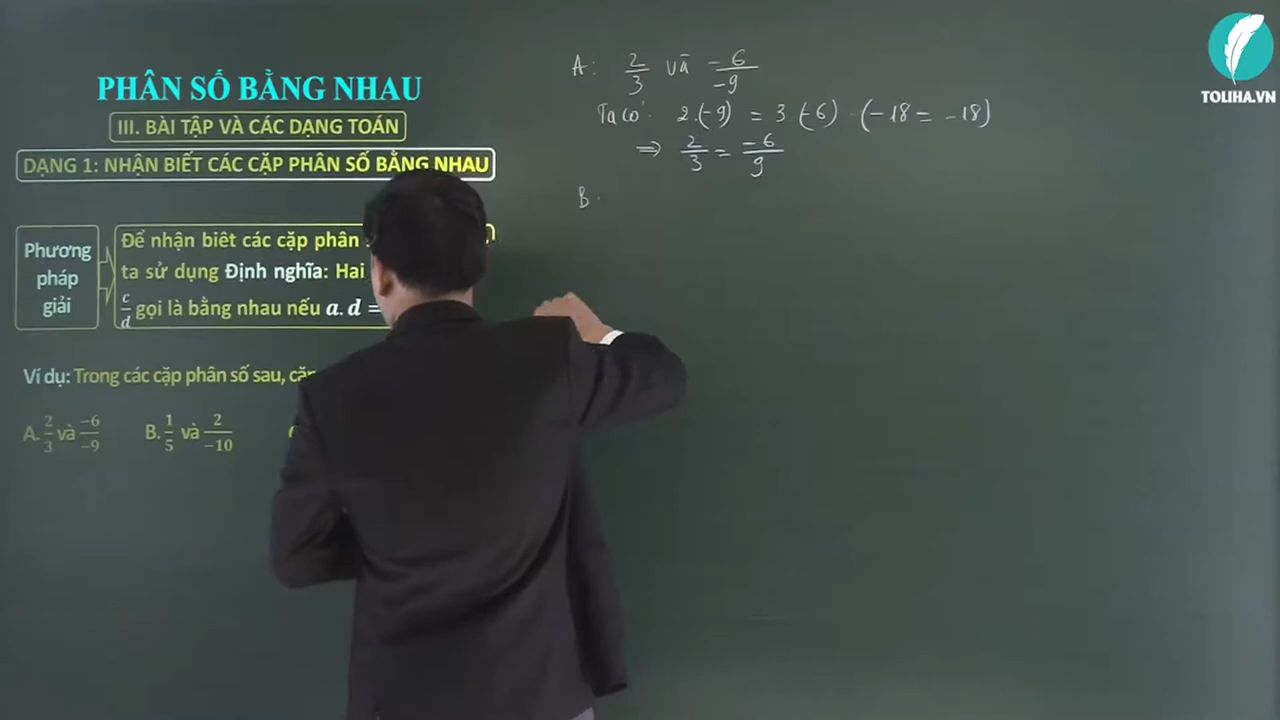 PHÂN SỐ BẰNG NHAU
III. BÀI TẬP VÀ CÁC DẠNG TOÁN
DẠNG 1: NHẬN BIẾT CÁC CẶP PHÂN SỐ BẰNG NHAU
Phương pháp giải
Để nhận biêt các cặp phân
ta sử dụng Định nghĩa: Hai
c/d gọi là bằng nhau nếu a.d =
Ví dụ: Trong các cặp phân số sau,
A. 2/3 và -6/-9 B. 1/5 và 2/-10
A: 2/3 và -6/-9
Ta có: 2.(-9) = 3 (-6) (-18 = -18)
⇒ 2/3 = -6/9
B.
TOLIHA.VN